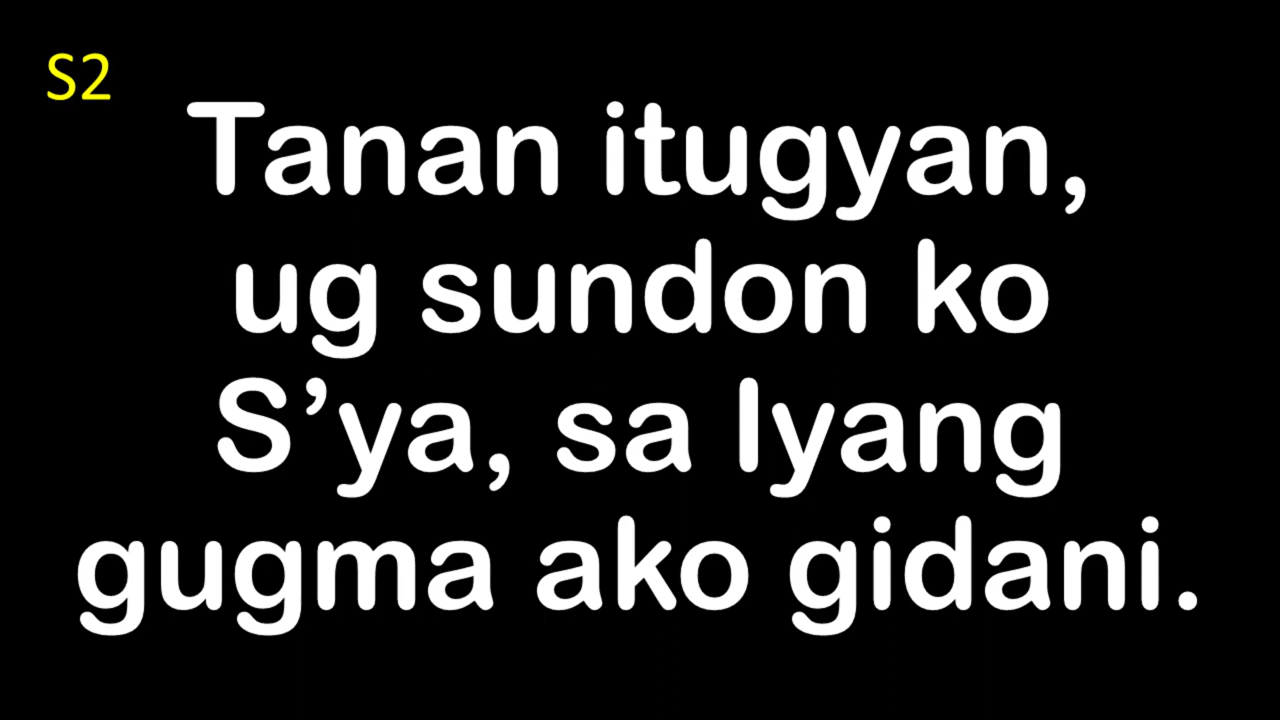 S2
Tanan itugyan,
ug sundon ko
S’ya, sa Iyang
gugma ako gidani.